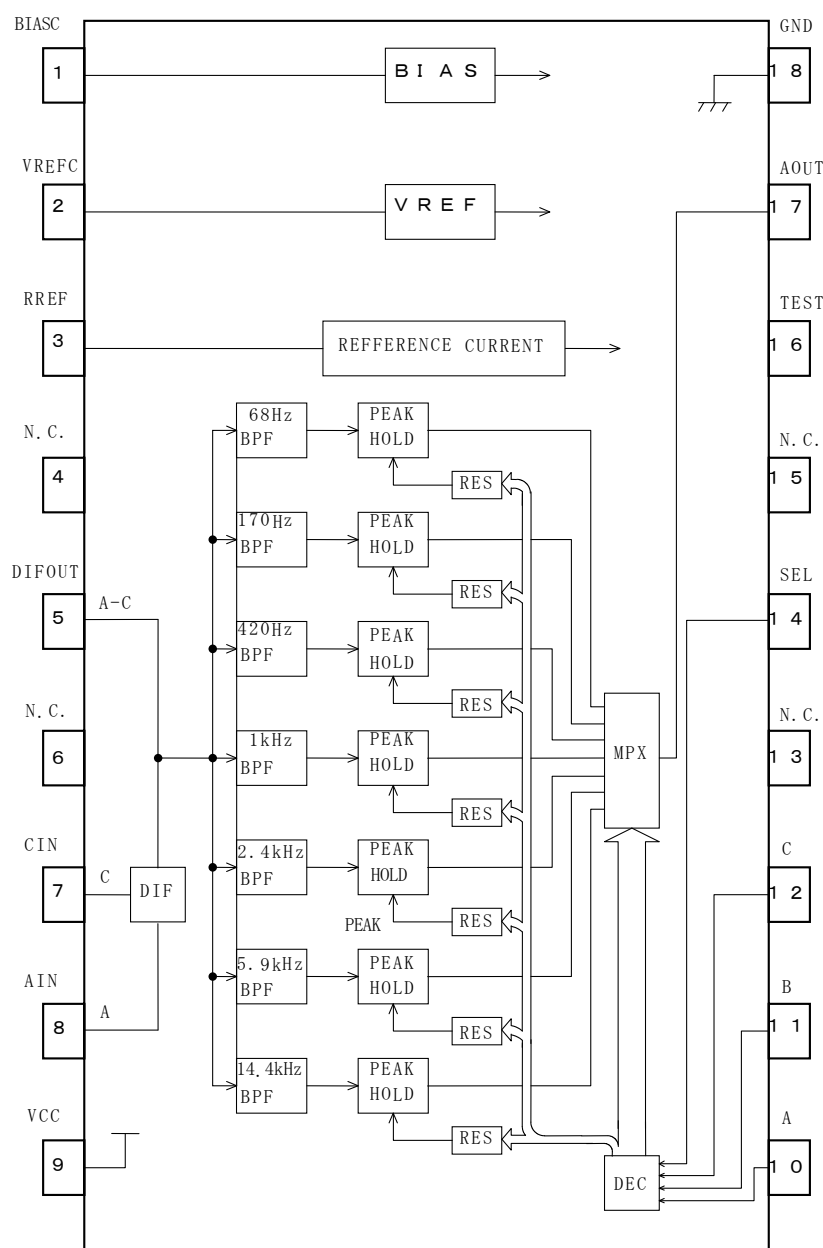 BIASC
1
BIAS
GND
18
VREFC
2
VREF
AOUT
17
RREF
3
REFFERENCE CURRENT
TEST
16
N.C.
4
68Hz
BPF
PEAK
HOLD
RES
N.C.
15
170Hz
BPF
PEAK
HOLD
RES
DIFOUT
5
A-C
420Hz
BPF
PEAK
HOLD
RES
SEL
14
N.C.
6
1kHz
BPF
PEAK
HOLD
RES
MPX
N.C.
13
CIN
7
C
DIF
2.4kHz
BPF
PEAK
HOLD
PEAK
RES
C
12
AIN
8
A
5.9kHz
BPF
PEAK
HOLD
RES
B
11
14.4kHz
BPF
PEAK
HOLD
RES
VCC
9
DEC
A
10